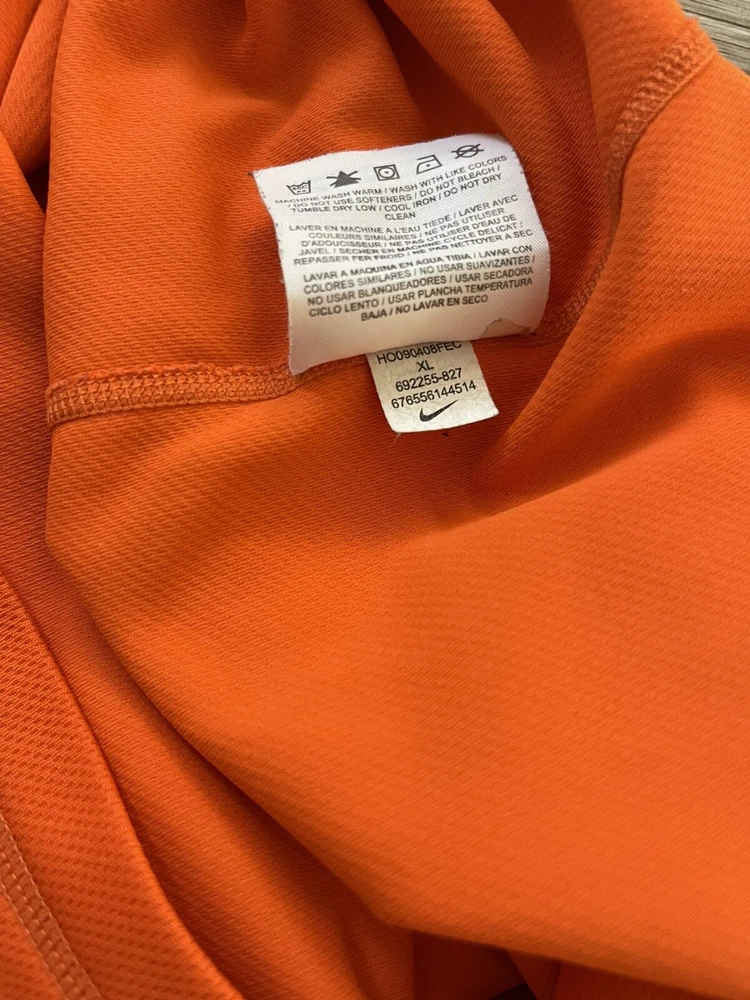 MACHINE WASH WARM / WASH WITH LIKE COLORS
/ DO NOT USE SOFTENERS / DO NOT BLEACH /
TUMBLE DRY LOW / COOL IRON / DO NOT DRY
CLEAN
LAVER EN MACHINE A L'EAU TIEDE / LAVER AVEC
COULEURS SIMILAIRES / NE PAS UTILISER
D'ADOUCISSEUR / NE PAS UTILISER D'EAU DE
JAVEL / SECHER EN MACHINE CYCLE DELICAT /
REPASSER FER FROID / NE PAS NETTOYER A SEC
LAVAR A MAQUINA EN AGUA TIBIA / LAVAR CON
COLORES SIMILARES / NO USAR SUAVIZANTES /
NO USAR BLANQUEADORES / USAR SECADORA
CICLO LENTO / USAR PLANCHA TEMPERATURA
BAJA / NO LAVAR EN SECO
HO090408FEC
XL
692255-827
676556144514